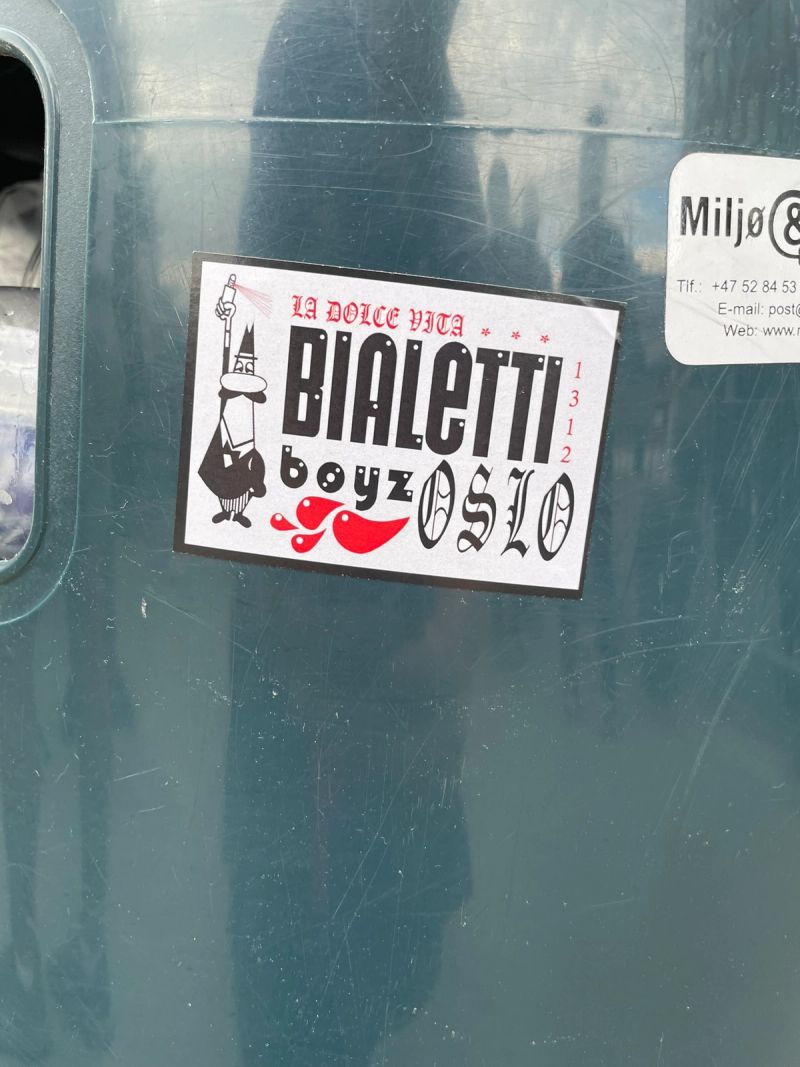 LA DOLCE VITA * * *
BIALETTI
1312
boyz OSLO
Miljø &
Tlf.: +47 52 84 53
E-mail: post@
Web: www.